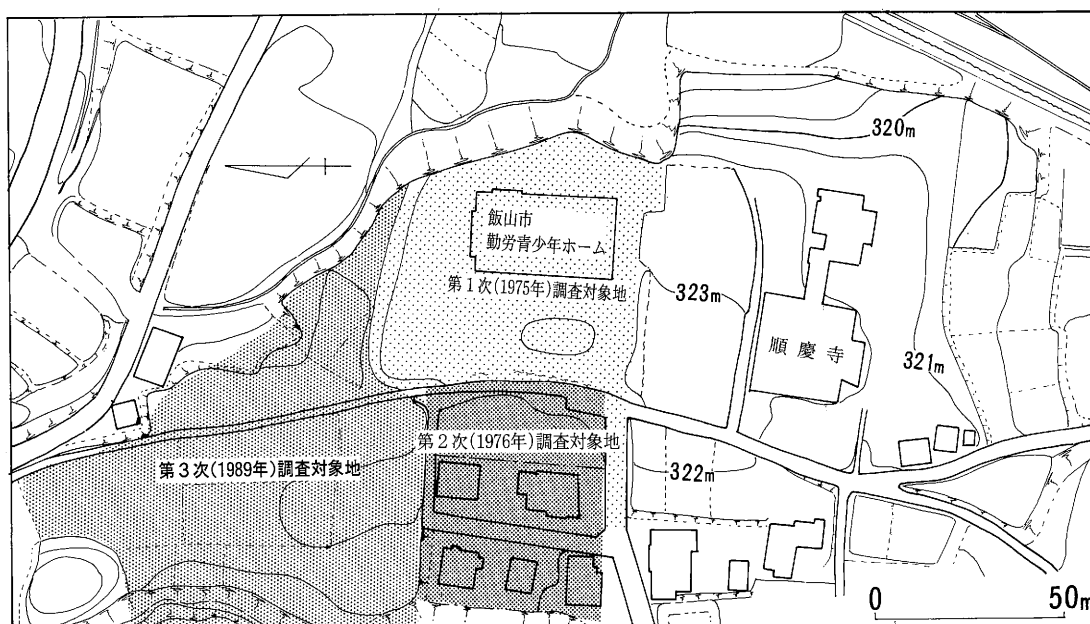 320m
飯山市
勤労青少年ホーム
第1次(1975年)調査対象地
323m
順慶寺
321m
第2次(1976年)調査対象地
第3次(1989年)調査対象地
322m
0 50m